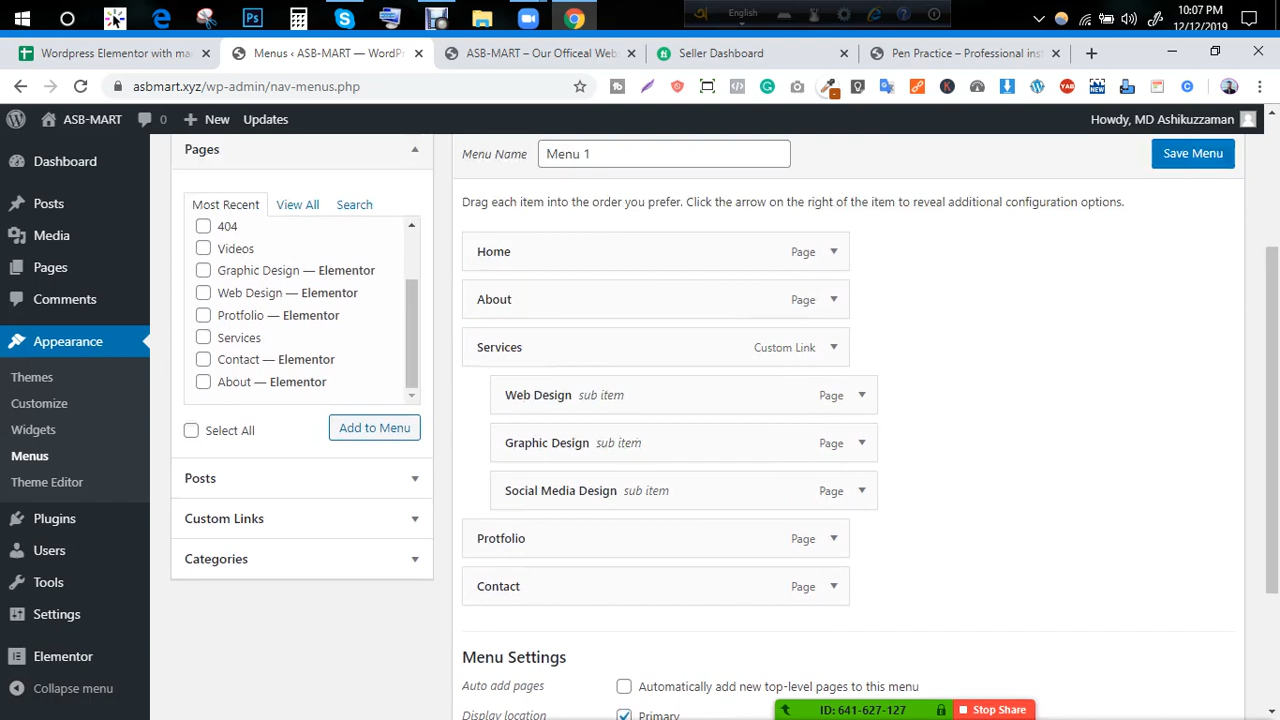 English
10:07 PM
12/12/2019
Wordpress Elementor with ma
Menus ‹ ASB-MART — WordPr
ASB-MART – Our Officeal Web
Seller Dashboard
Pen Practice – Professional inst
asbmart.xyz/wp-admin/nav-menus.php
ASB-MART
0
New
Updates
Howdy, MD Ashikuzzaman
Dashboard
Posts
Media
Pages
Comments
Appearance
Themes
Customize
Widgets
Menus
Theme Editor
Plugins
Users
Tools
Settings
Elementor
Collapse menu
Pages
Most Recent
View All
Search
404
Videos
Graphic Design — Elementor
Web Design — Elementor
Protfolio — Elementor
Services
Contact — Elementor
About — Elementor
Select All
Add to Menu
Posts
Custom Links
Categories
Menu Name
Menu 1
Save Menu
Drag each item into the order you prefer. Click the arrow on the right of the item to reveal additional configuration options.
Home Page
About Page
Services Custom Link
Web Design sub item Page
Graphic Design sub item Page
Social Media Design sub item Page
Protfolio Page
Contact Page
Menu Settings
Auto add pages
Automatically add new top-level pages to this menu
Display location
Primary
ID: 641-627-127
Stop Share